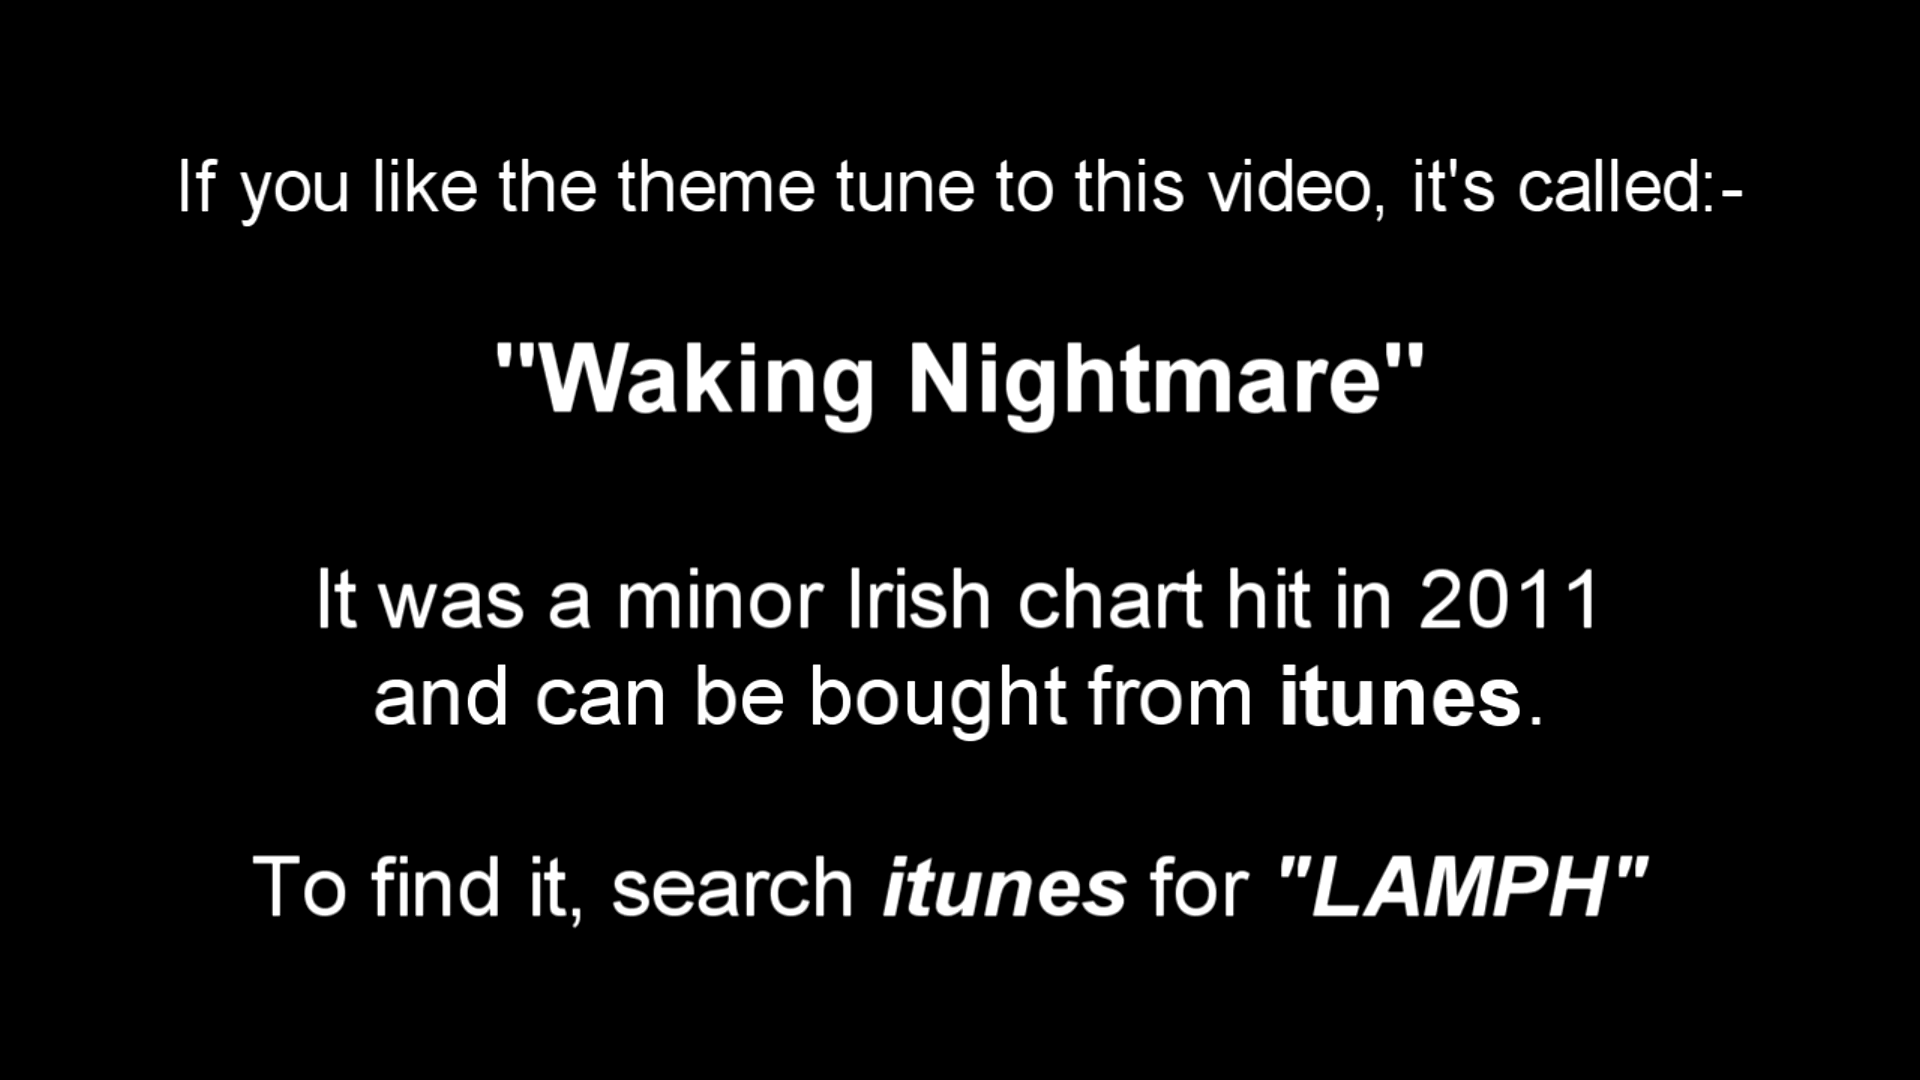 If you like the theme tune to this video, it's called:-
"Waking Nightmare"
It was a minor Irish chart hit in 2011
and can be bought from itunes.
To find it, search itunes for "LAMPH"